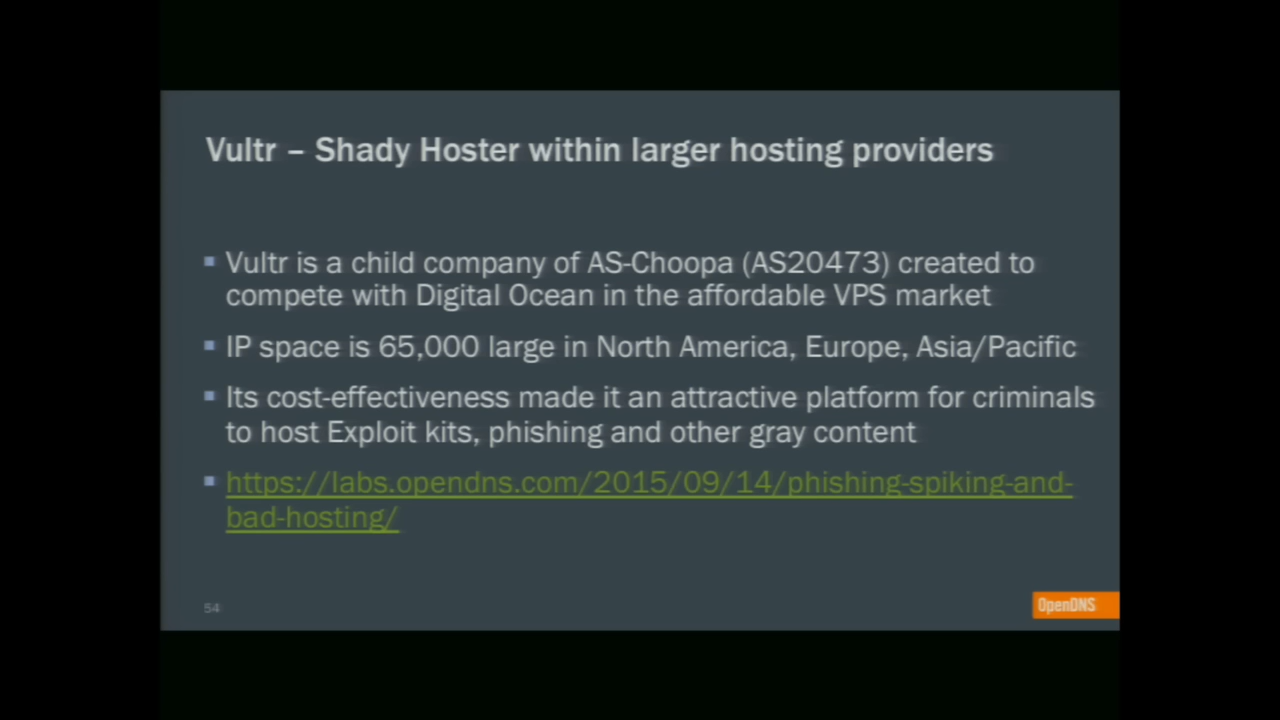 Vultr – Shady Hoster within larger hosting providers
Vultr is a child company of AS-Choopa (AS20473) created to
compete with Digital Ocean in the affordable VPS market
IP space is 65,000 large in North America, Europe, Asia/Pacific
Its cost-effectiveness made it an attractive platform for criminals
to host Exploit kits, phishing and other gray content
https://labs.opendns.com/2015/09/14/phishing-spiking-and-
bad-hosting/
54
OpenDNS